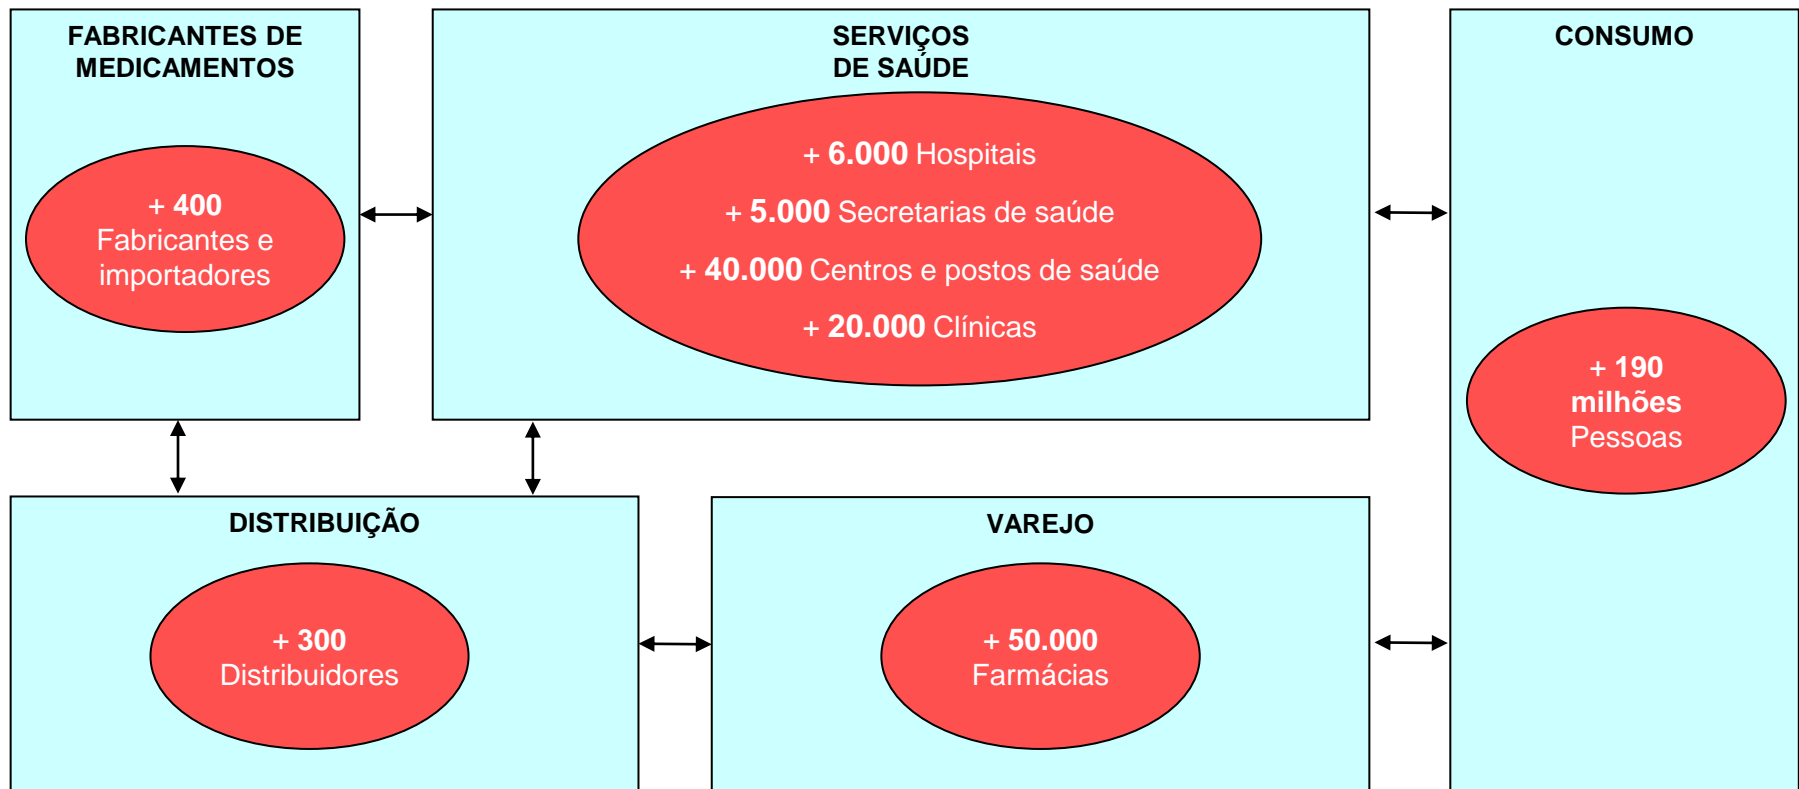 FABRICANTES DE
MEDICAMENTOS
+ 400
Fabricantes e
importadores
SERVIÇOS
DE SAÚDE
+ 6.000 Hospitais
+ 5.000 Secretarias de saúde
+ 40.000 Centros e postos de saúde
+ 20.000 Clínicas
CONSUMO
+ 190
milhões
Pessoas
DISTRIBUIÇÃO
+ 300
Distribuidores
VAREJO
+ 50.000
Farmácias